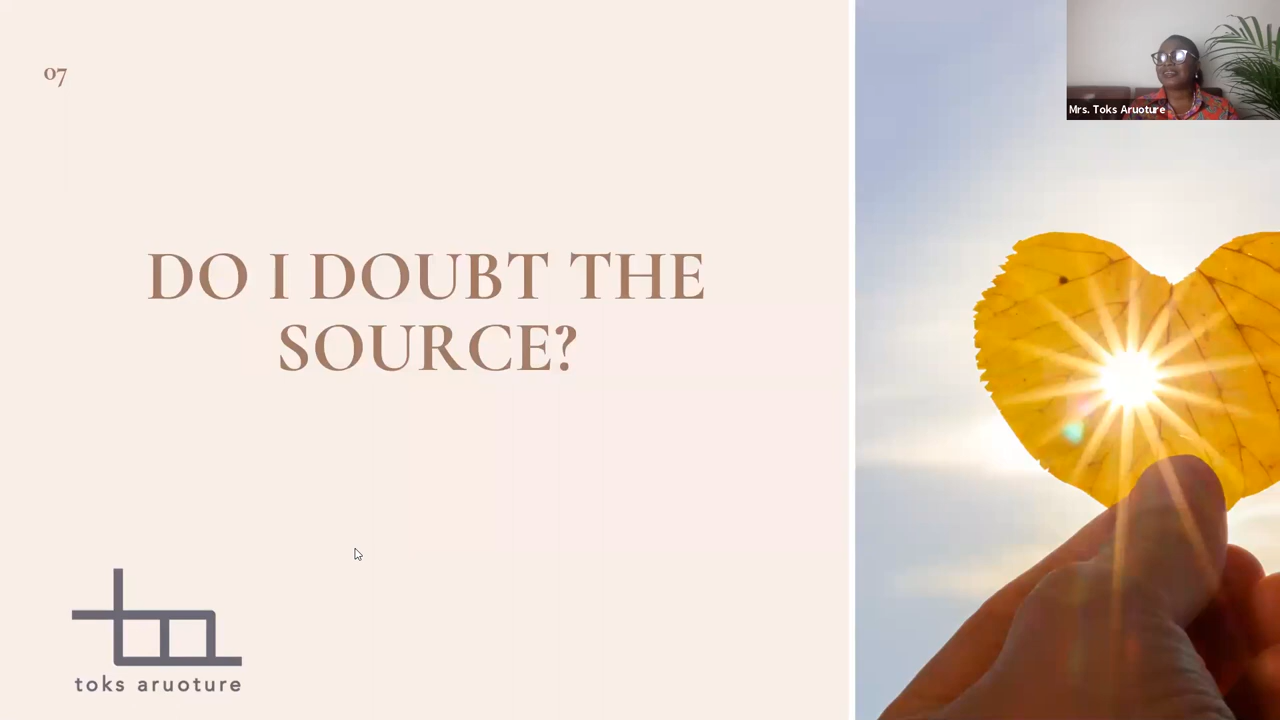 07
Mrs. Toks Aruoture
DO I DOUBT THE
SOURCE?
toks aruoture